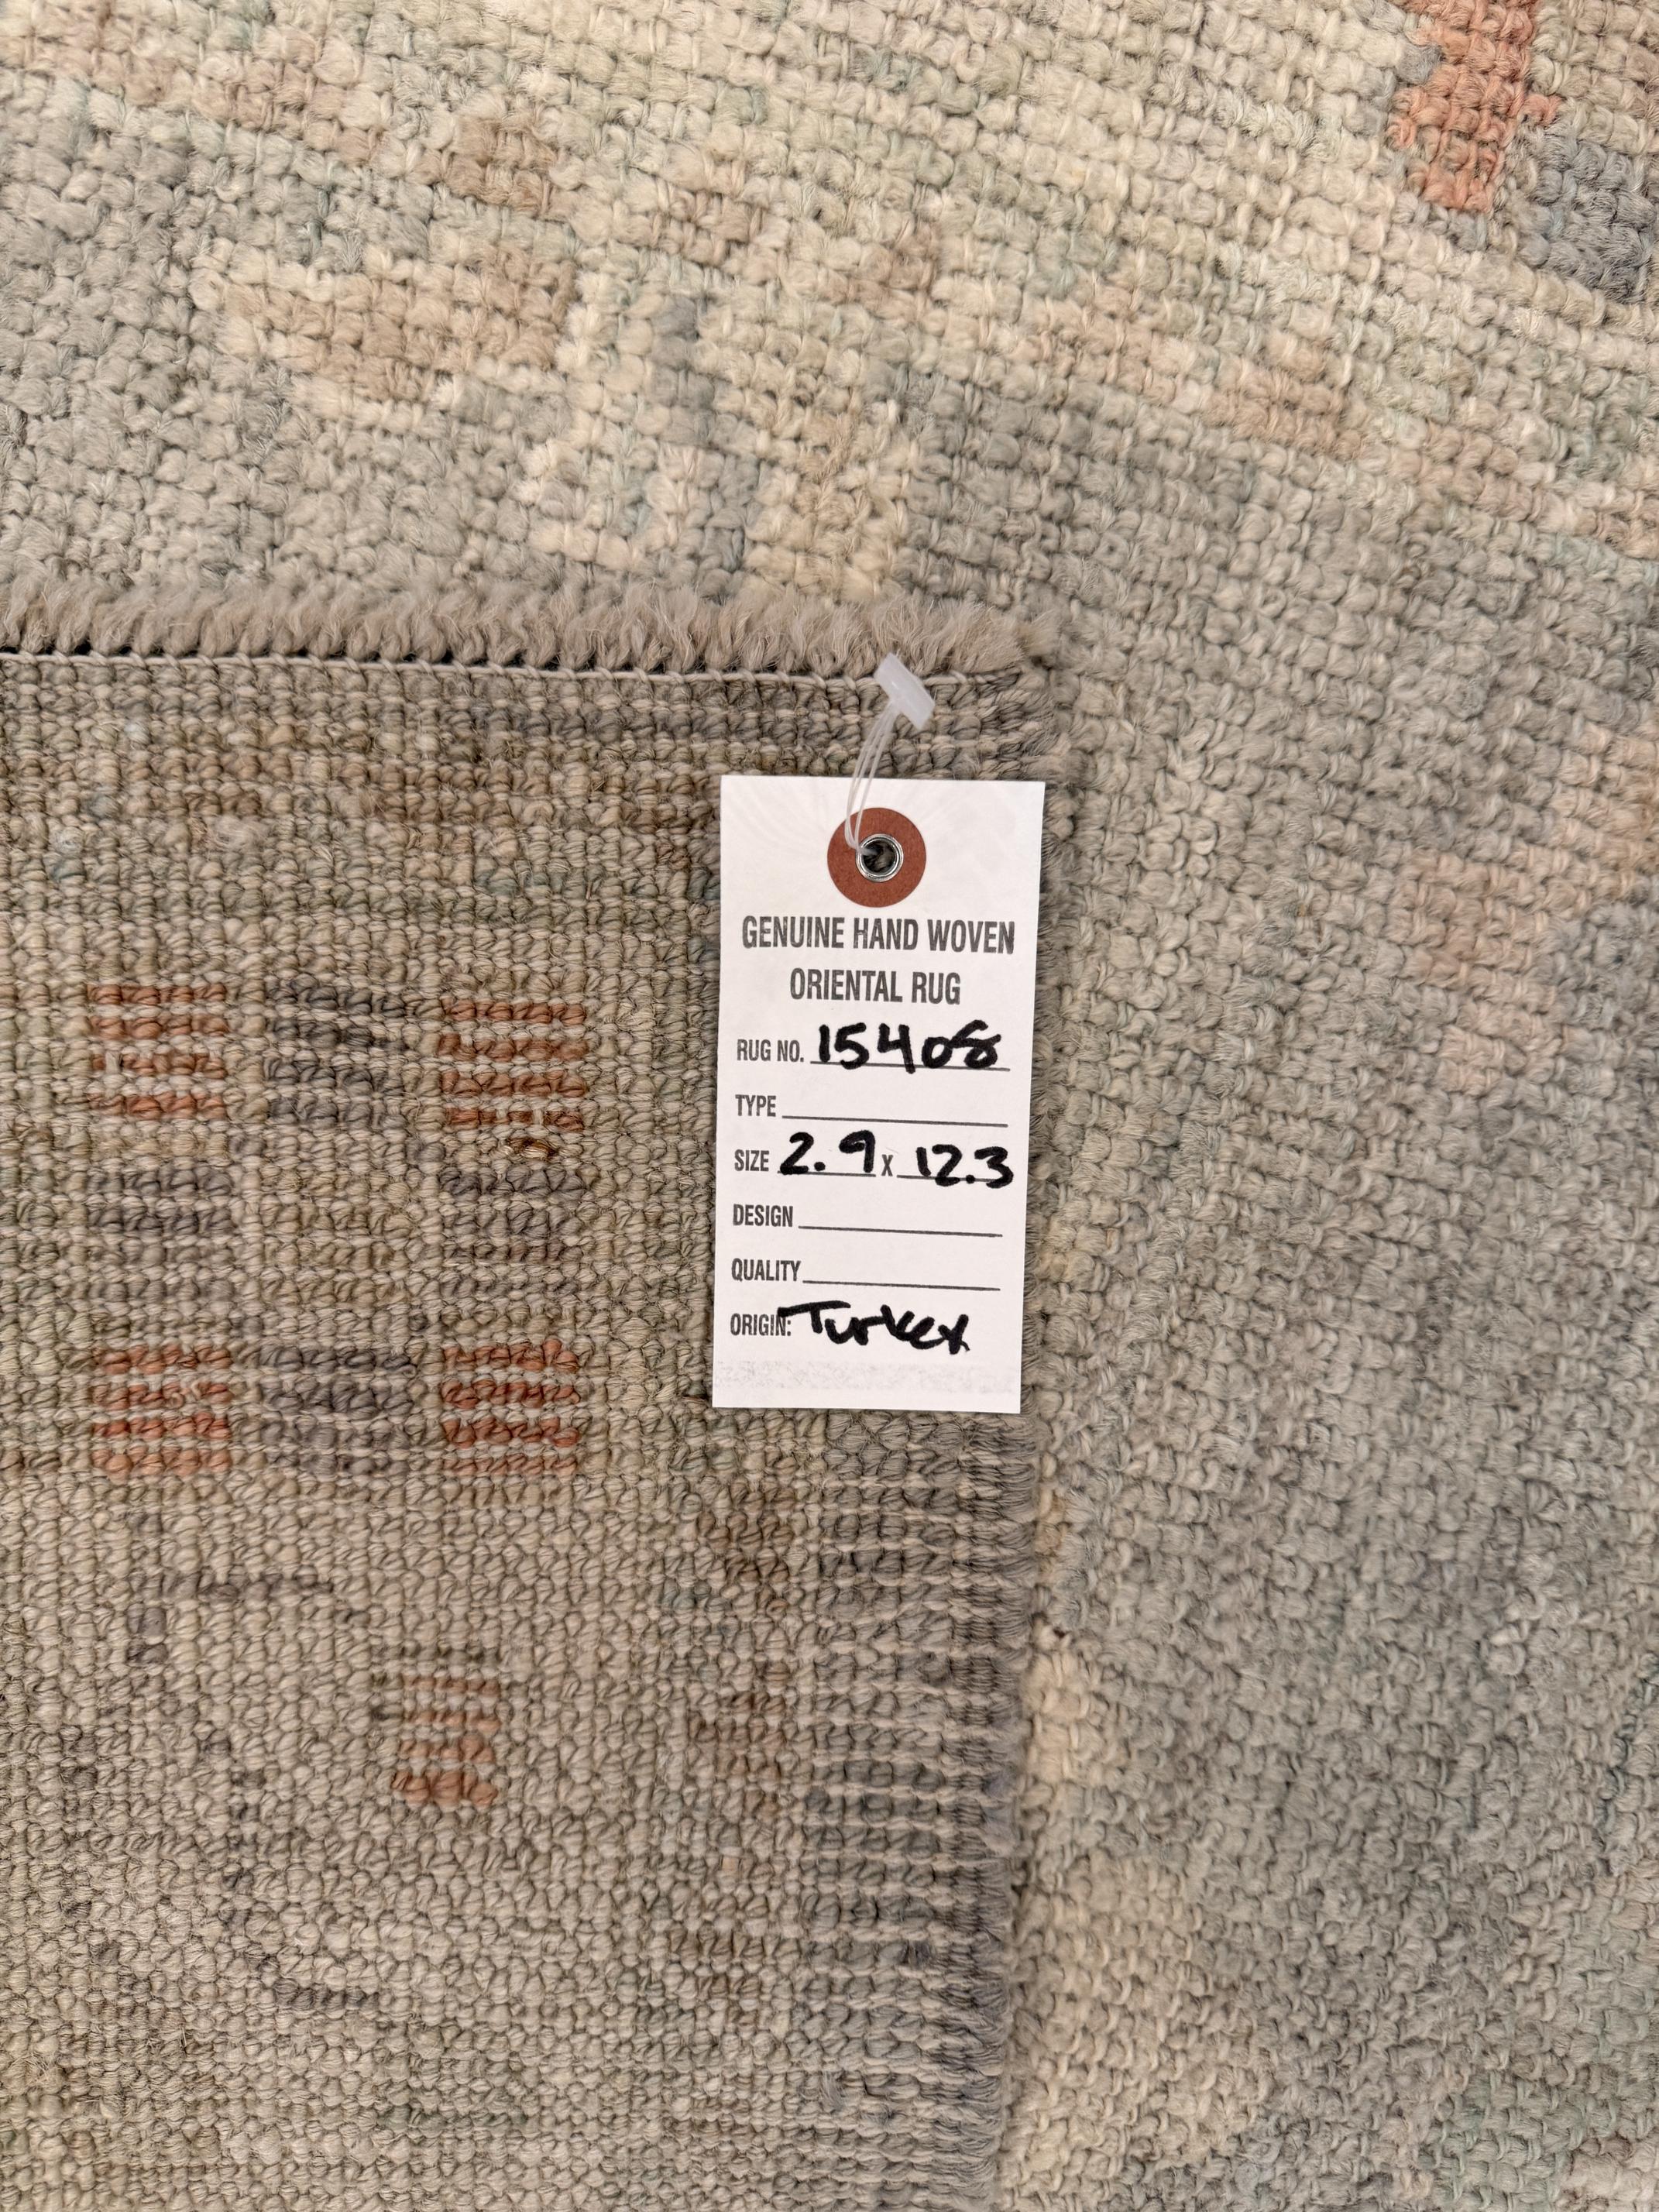 GENUINE HAND WOVEN
ORIENTAL RUG
RUG NO. 15408
TYPE
SIZE 2.9 x 12.3
DESIGN
QUALITY
ORIGIN: Turkey